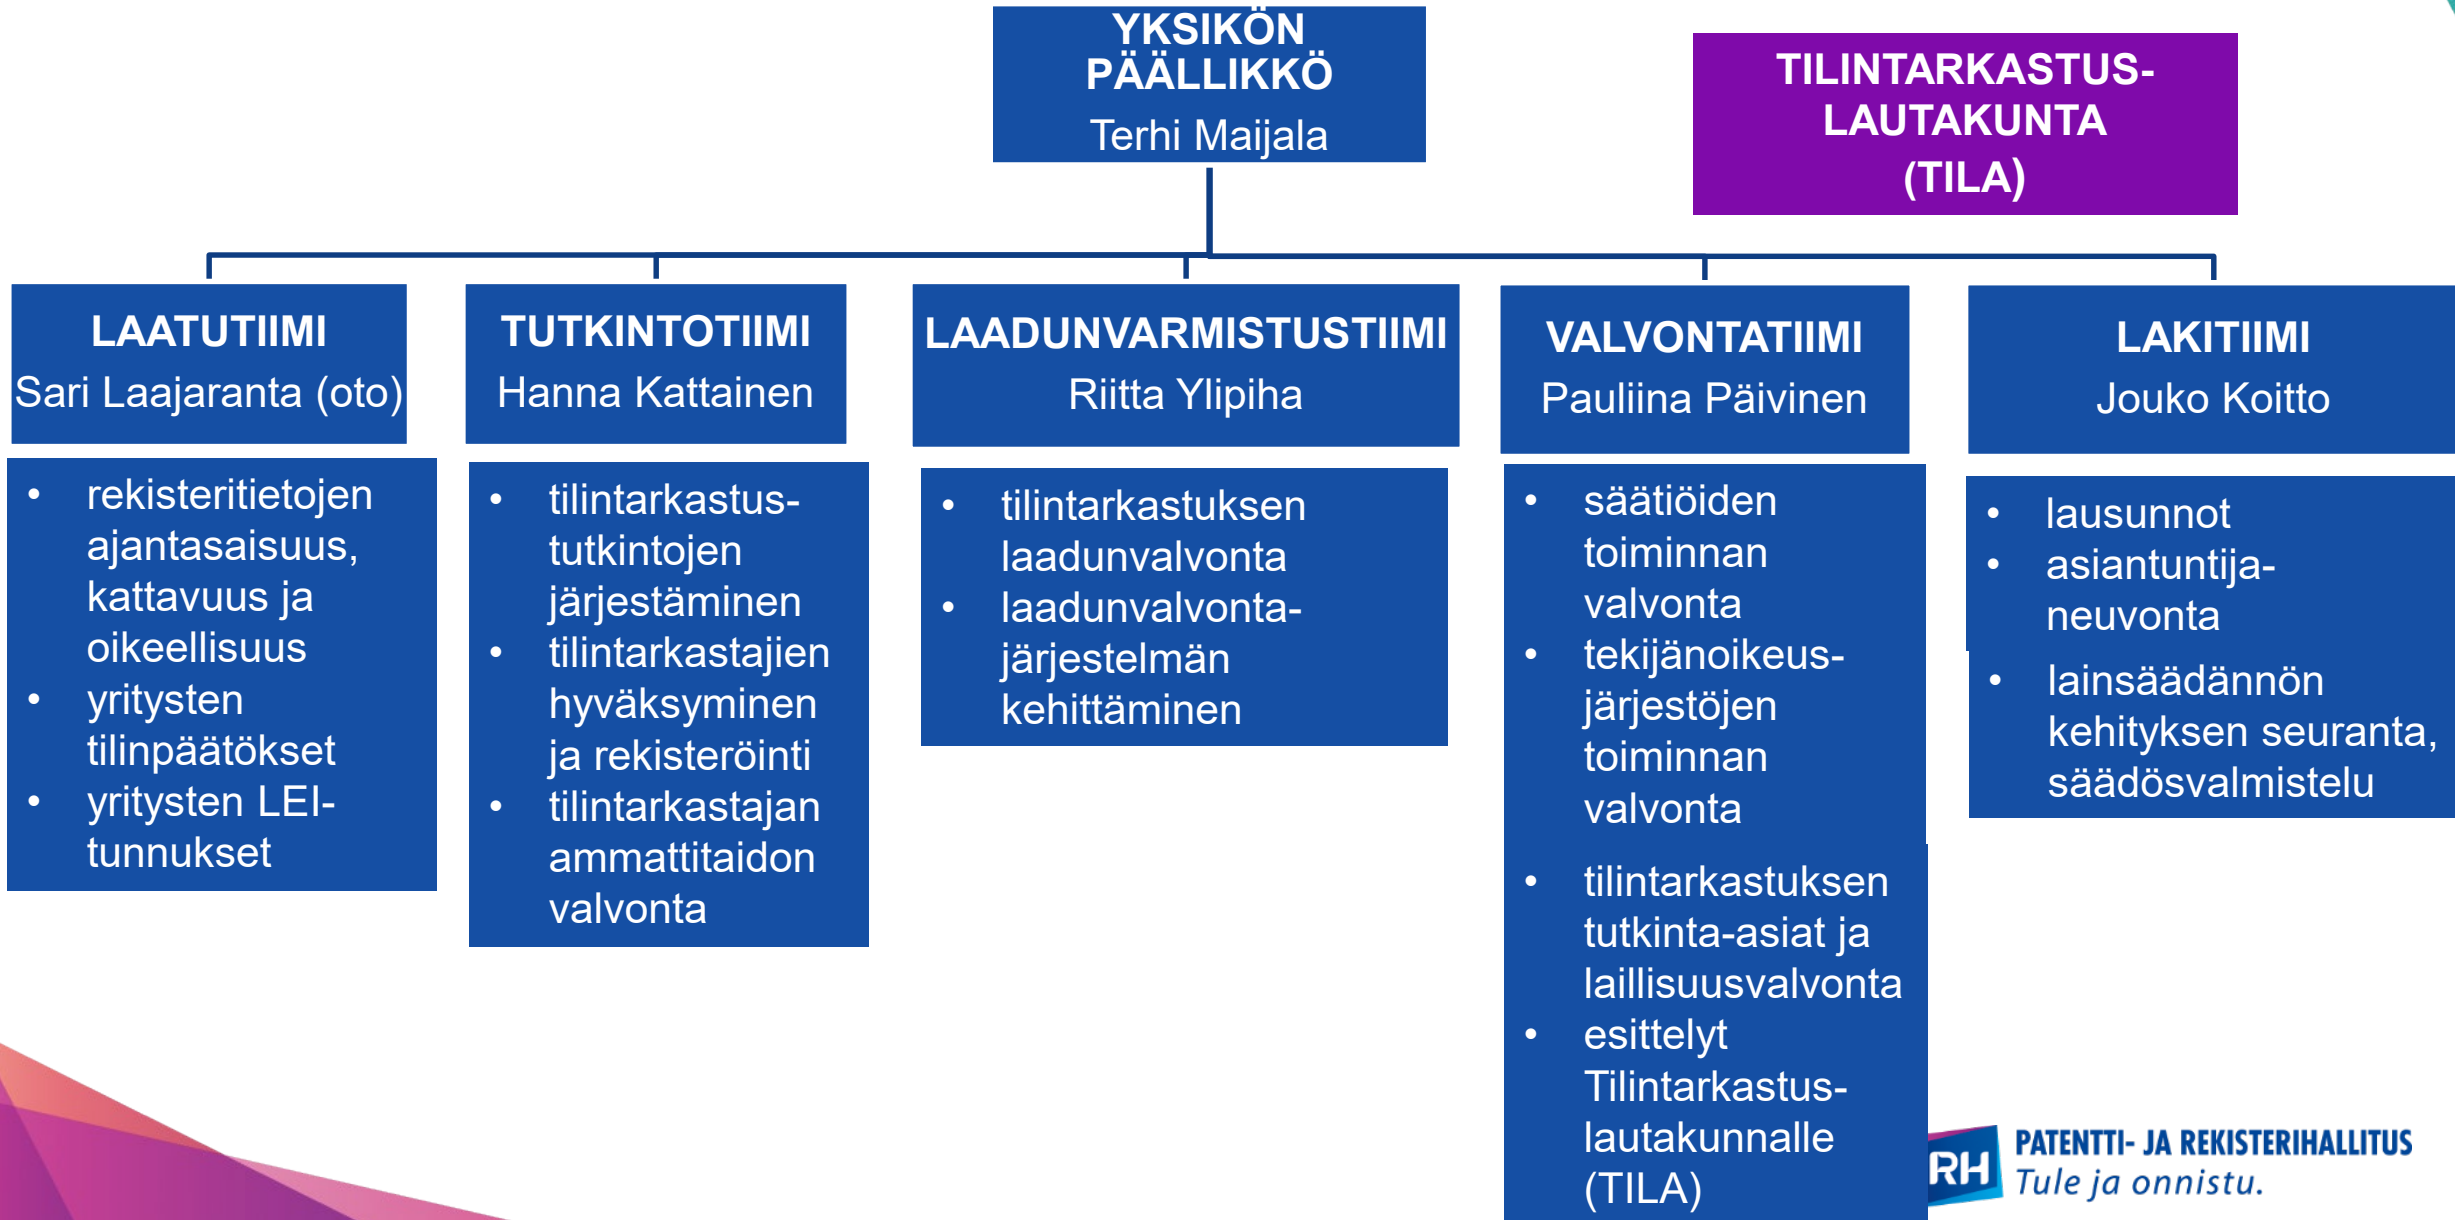 YKSIKÖN
PÄÄLLIKKÖ
Terhi Maijala
TILINTARKASTUS-
LAUTAKUNTA
(TILA)
LAATUTIIMI
Sari Laajaranta (oto)
rekisteritietojen
ajantasaisuus,
kattavuus ja
oikeellisuus
yritysten
tilinpäätökset
yritysten LEI-
tunnukset
TUTKINTOTIIMI
Hanna Kattainen
tilintarkastus-
tutkintojen
järjestäminen
tilintarkastajien
hyväksyminen
ja rekisteröinti
tilintarkastajan
ammattitaidon
valvonta
LAADUNVARMISTUSTIIMI
Riitta Ylipiha
tilintarkastuksen
laadunvalvonta
laadunvalvonta-
järjestelmän
kehittäminen
VALVONTATIIMI
Pauliina Päivinen
säätiöiden
toiminnan
valvonta
tekijänoikeus-
järjestöjen
toiminnan
valvonta
tilintarkastuksen
tutkinta-asiat ja
laillisuusvalvonta
esittelyt
Tilintarkastus-
lautakunnalle
(TILA)
LAKITIIMI
Jouko Koitto
lausunnot
asiantuntija-
neuvonta
lainsäädännön
kehityksen seuranta,
säädösvalmistelu
RH
PATENTTI- JA REKISTERIHALLITUS
Tule ja onnistu.